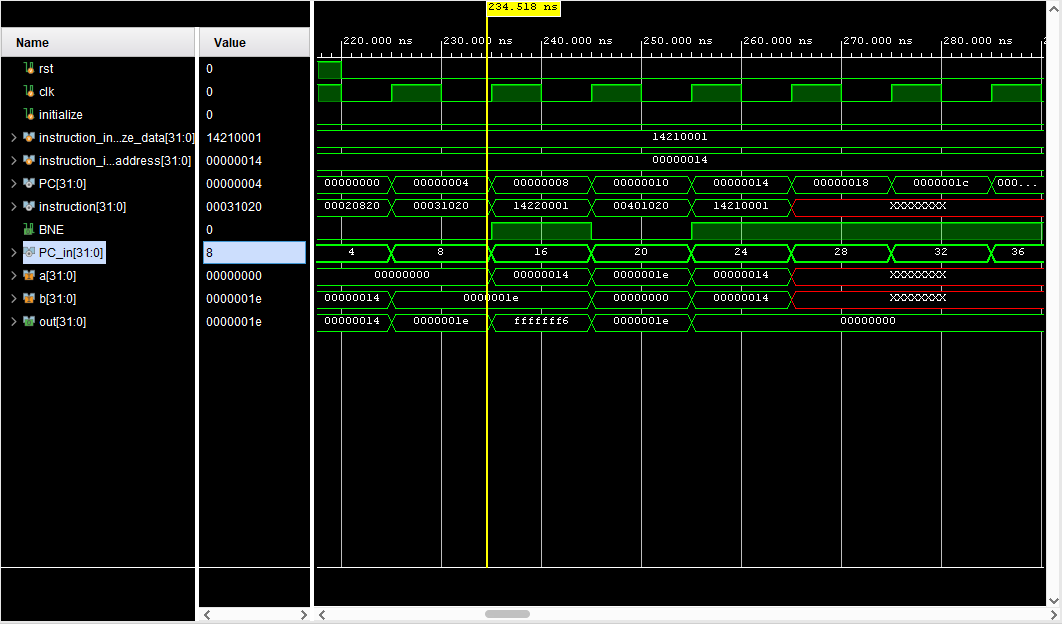 234.518 ns
Name Value
220.000 ns 230.000 ns 240.000 ns 250.000 ns 260.000 ns 270.000 ns 280.000 ns
rst 0
clk 0
initialize 0
instruction_in...ze_data[31:0] 14210001 14210001
instruction_i...address[31:0] 00000014 00000014
PC[31:0] 00000004 00000000 00000004 00000008 00000010 00000014 00000018 0000001c 000...
instruction[31:0] 00031020 00020820 00031020 14220001 00401020 14210001 XXXXXXXX
BNE 0
PC_in[31:0] 8 4 8 16 20 24 28 32 36
a[31:0] 00000000 00000000 00000014 0000001e 00000014 XXXXXXXX
b[31:0] 0000001e 00000014 0000001e 00000000 00000014 XXXXXXXX
out[31:0] 0000001e 00000014 0000001e fffffff6 0000001e 00000000